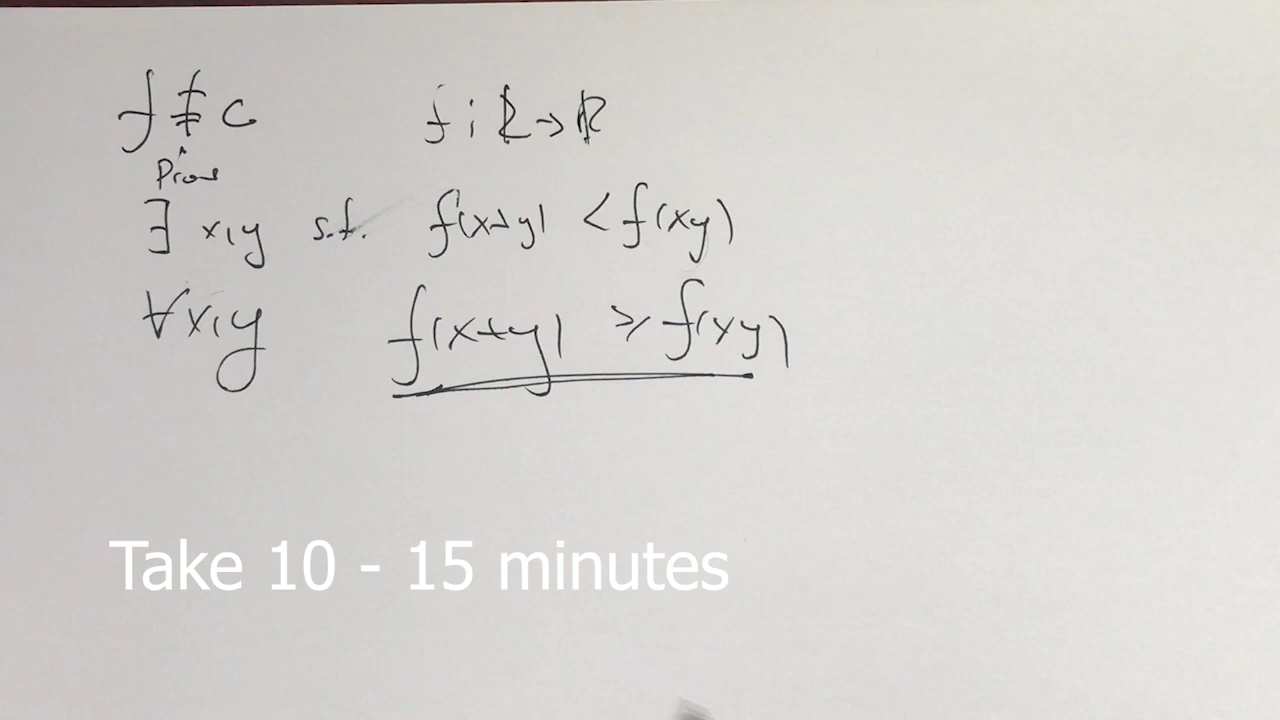 f ≢ c f : ℝ → ℝ
Prove
∃ x, y s.t. f(x+y) < f(xy)
∀x, y f(x+y) ≥ f(xy)
Take 10 - 15 minutes